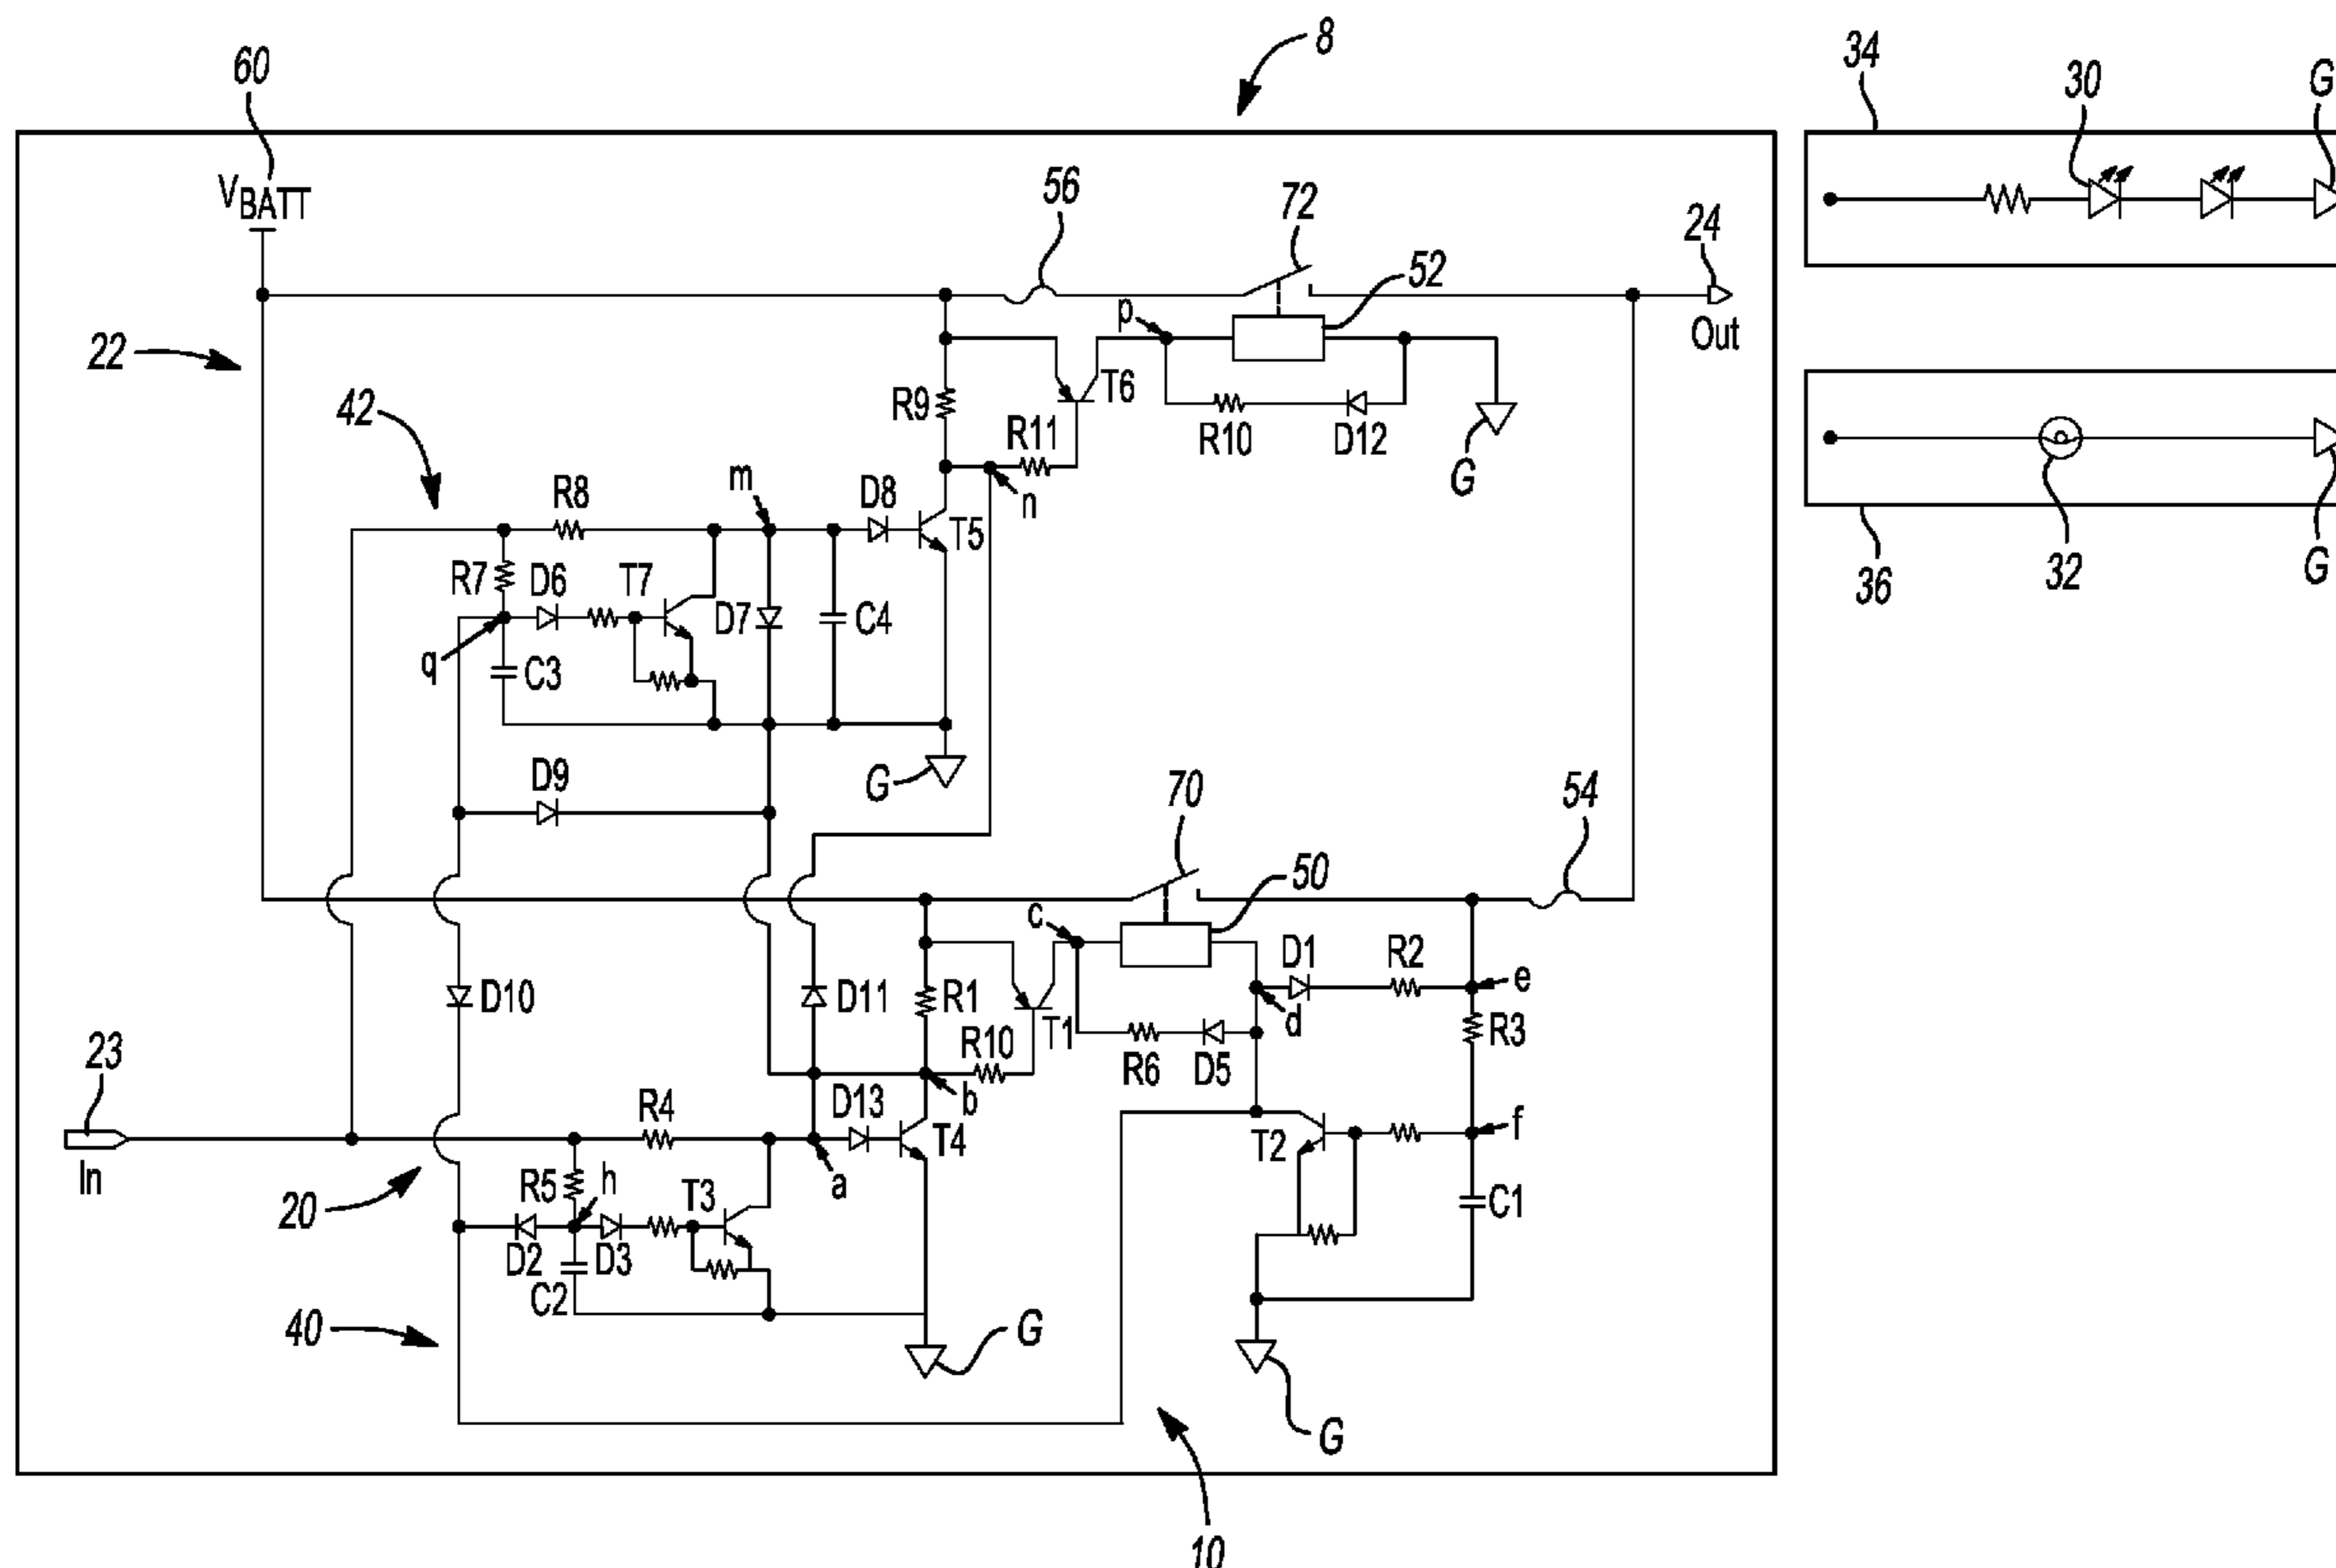 8
60
34
30
G
V_BATT
56
72
24
52
p
Out
22
T6
42
R9
R11
R10
D12
G
m
D8
n
R8
T5
32
G
36
R7
D6
T7
D7
C4
q
C3
G
D9
70
54
50
c
D1
R2
e
D10
D11
R1
T1
d
R3
R10
R6
D5
23
R4
D13
b
f
In
T4
T2
R5
h
a
20
T3
C1
D2
D3
C2
40
G
G
10